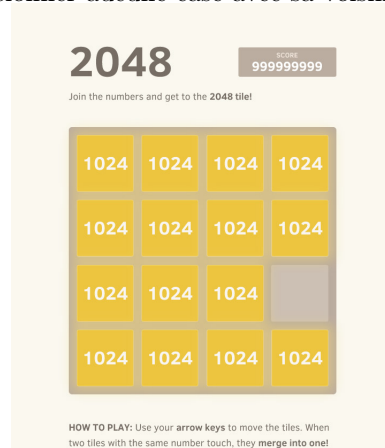 2048
SCORE
999999999
Join the numbers and get to the 2048 tile!
1024 1024 1024 1024
1024 1024 1024 1024
1024 1024 1024
1024 1024 1024 1024
HOW TO PLAY: Use your arrow keys to move the tiles. When
two tiles with the same number touch, they merge into one!